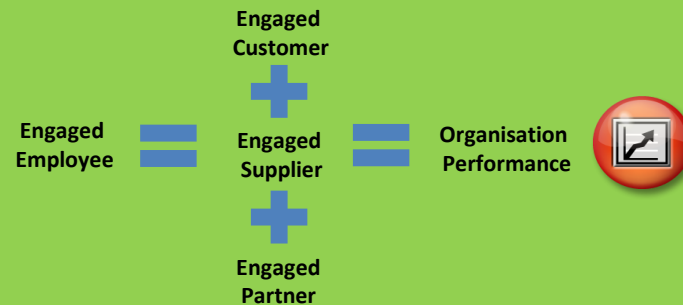 Engaged
Customer
Engaged
Employee
Engaged
Supplier
Organisation
Performance
Engaged
Partner